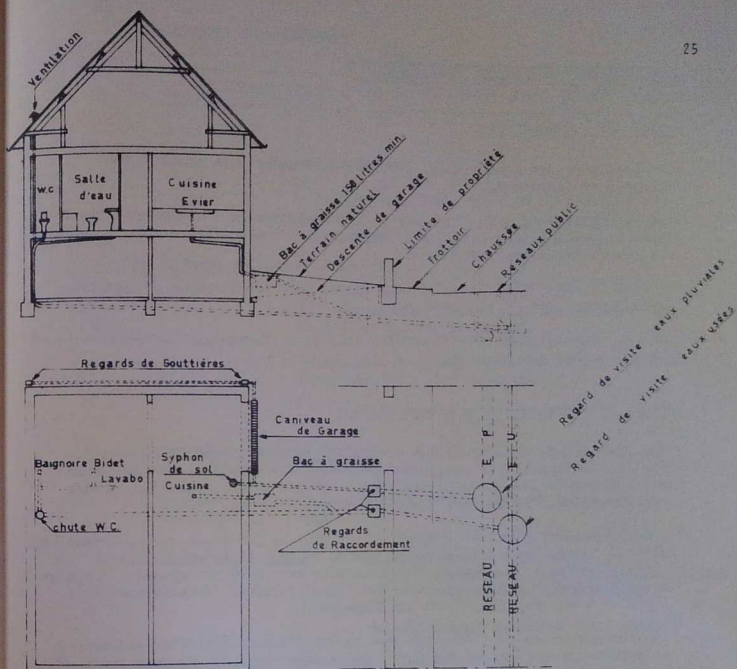 25
Ventilation
W.C
Salle
d'eau
Cuisine
Evier
Bac à graisse 150 litres min.
Terrain naturel
Descente de garage
Limite de propriété
Trottoir
Chaussée
Réseaux public
Regards de Gouttières
Caniveau
de Garage
Baignoire Bidet
Lavabo
Syphon
de sol
Cuisine
Bac à graisse
chute W.C
Regards
de Raccordement
Regard de visite eaux pluviales
Regard de visite eaux usées
RESEAU E P
RESEAU E U